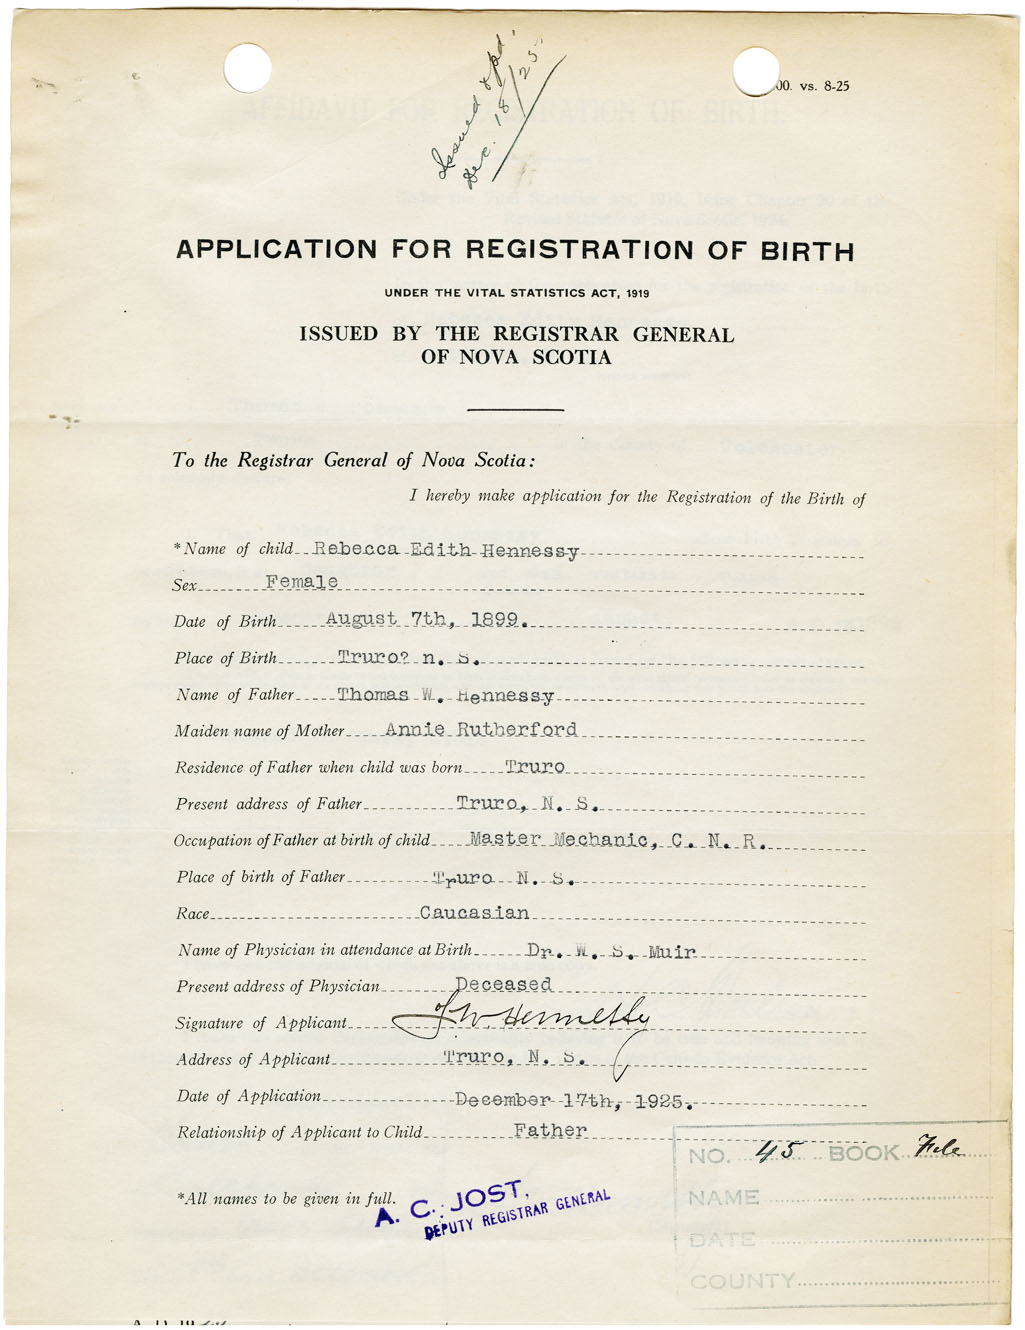 Issued & pd.
Dec. 18/25
00. vs. 8-25
APPLICATION FOR REGISTRATION OF BIRTH
UNDER THE VITAL STATISTICS ACT, 1919
ISSUED BY THE REGISTRAR GENERAL
OF NOVA SCOTIA
To the Registrar General of Nova Scotia:
I hereby make application for the Registration of the Birth of
*Name of child Rebecca Edith Hennessy
Sex Female
Date of Birth August 7th, 1899.
Place of Birth Truro? n. S.
Name of Father Thomas W. Hennessy
Maiden name of Mother Annie Rutherford
Residence of Father when child was born Truro
Present address of Father Truro, N. S.
Occupation of Father at birth of child Master Mechanic, C. N. R.
Place of birth of Father Truro N. S.
Race Caucasian
Name of Physician in attendance at Birth Dr. W. S. Muir
Present address of Physician Deceased
Signature of Applicant T. W. Hennessy
Address of Applicant Truro, N. S.
Date of Application December 17th, 1925.
Relationship of Applicant to Child Father
NO. 45 BOOK File
*All names to be given in full.
A. C. JOST,
DEPUTY REGISTRAR GENERAL
NAME
DATE
COUNTY